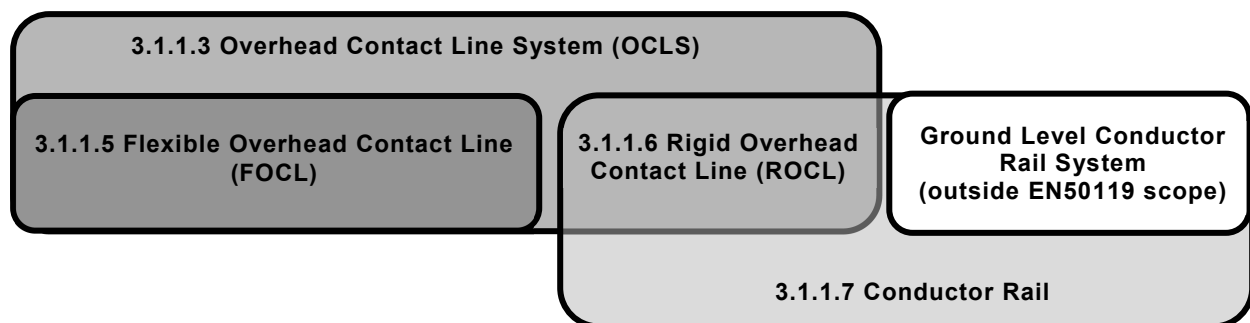 3.1.1.3 Overhead Contact Line System (OCLS)
3.1.1.5 Flexible Overhead Contact Line
(FOCL)
3.1.1.6 Rigid Overhead
Contact Line (ROCL)
Ground Level Conductor
Rail System
(outside EN50119 scope)
3.1.1.7 Conductor Rail